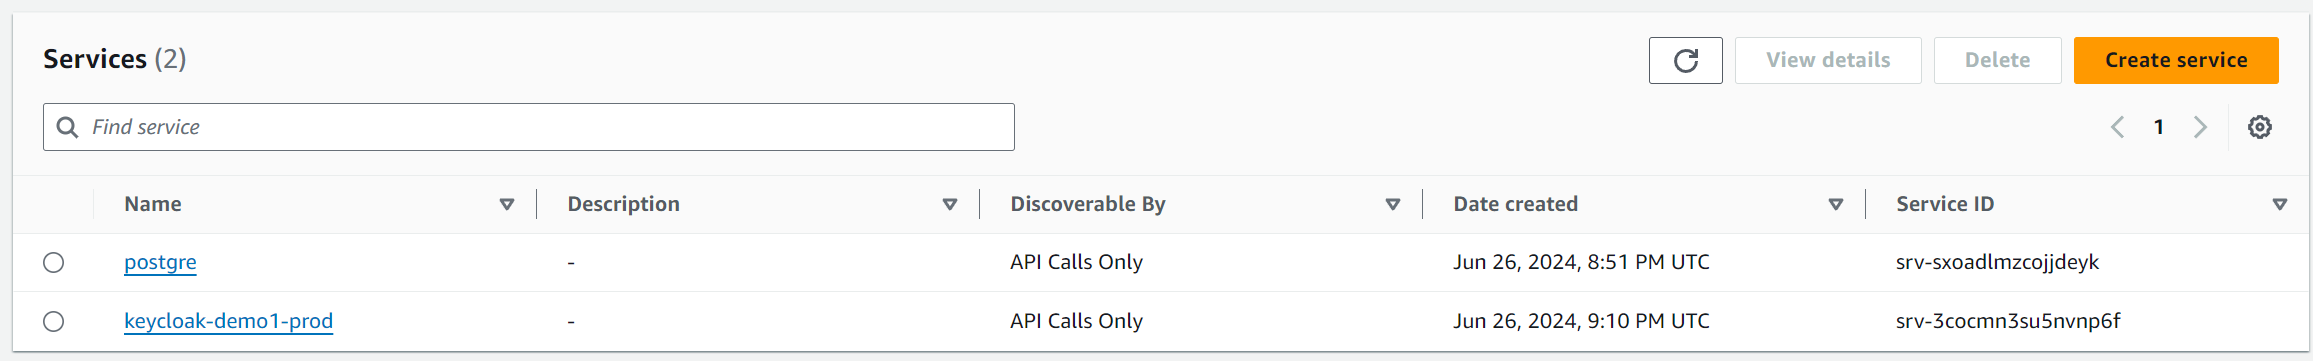 Services (2)
View details
Delete
Create service
Find service
1
Name Description Discoverable By Date created Service ID
postgre - API Calls Only Jun 26, 2024, 8:51 PM UTC srv-sxoadlmzcojjdeyk
keycloak-demo1-prod - API Calls Only Jun 26, 2024, 9:10 PM UTC srv-3cocmn3su5nvnp6f